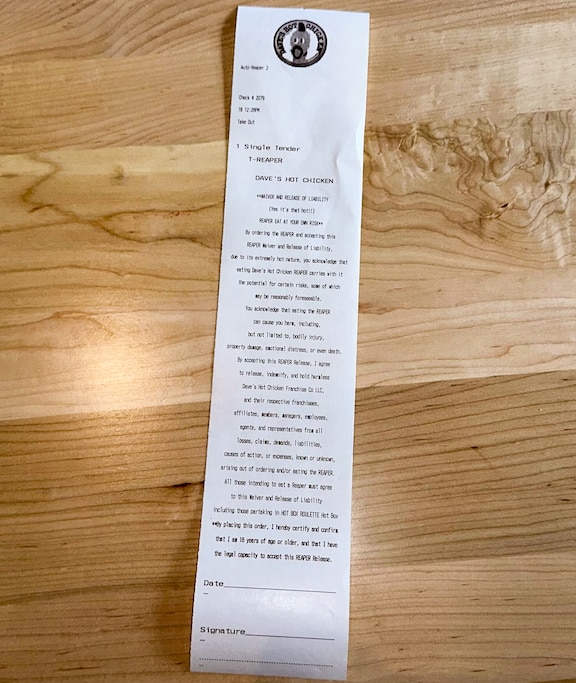 DAVE'S HOT CHICKEN
Auto-Reaper 2
Check # 2079
18 12:28PM
Take Out
1 Single Tender
T-REAPER
DAVE'S HOT CHICKEN
**WAIVER AND RELEASE OF LIABILITY
(Yes it's that hot!!)
REAPER EAT AT YOUR OWN RISK**
By ordering the REAPER and accepting this
REAPER Waiver and Release of Liability,
due to its extremely hot nature, you acknowledge that
eating Dave's Hot Chicken REAPER carries with it
the potential for certain risks, some of which
may be reasonably foreseeable.
You acknowledge that eating the REAPER
can cause you harm, including,
but not limited to, bodily injury,
property damage, emotional distress, or even death.
By accepting this REAPER Release, I agree
to release, indemnify, and hold harmless
Dave's Hot Chicken Franchise Co LLC,
and their respective franchisees,
affiliates, members, managers, employees,
agents, and representatives from all
losses, claims, demands, liabilities,
causes of action, or expenses, known or unknown,
arising out of ordering and/or eating the REAPER.
All those intending to eat a Reaper must agree
to this Waiver and Release of Liability
including those partaking in HOT BOX ROULETTE Hot Box
**By placing this order, I hereby certify and confirm
that I am 18 years of age or older, and that I have
the legal capacity to accept this REAPER Release.
Date
Signature